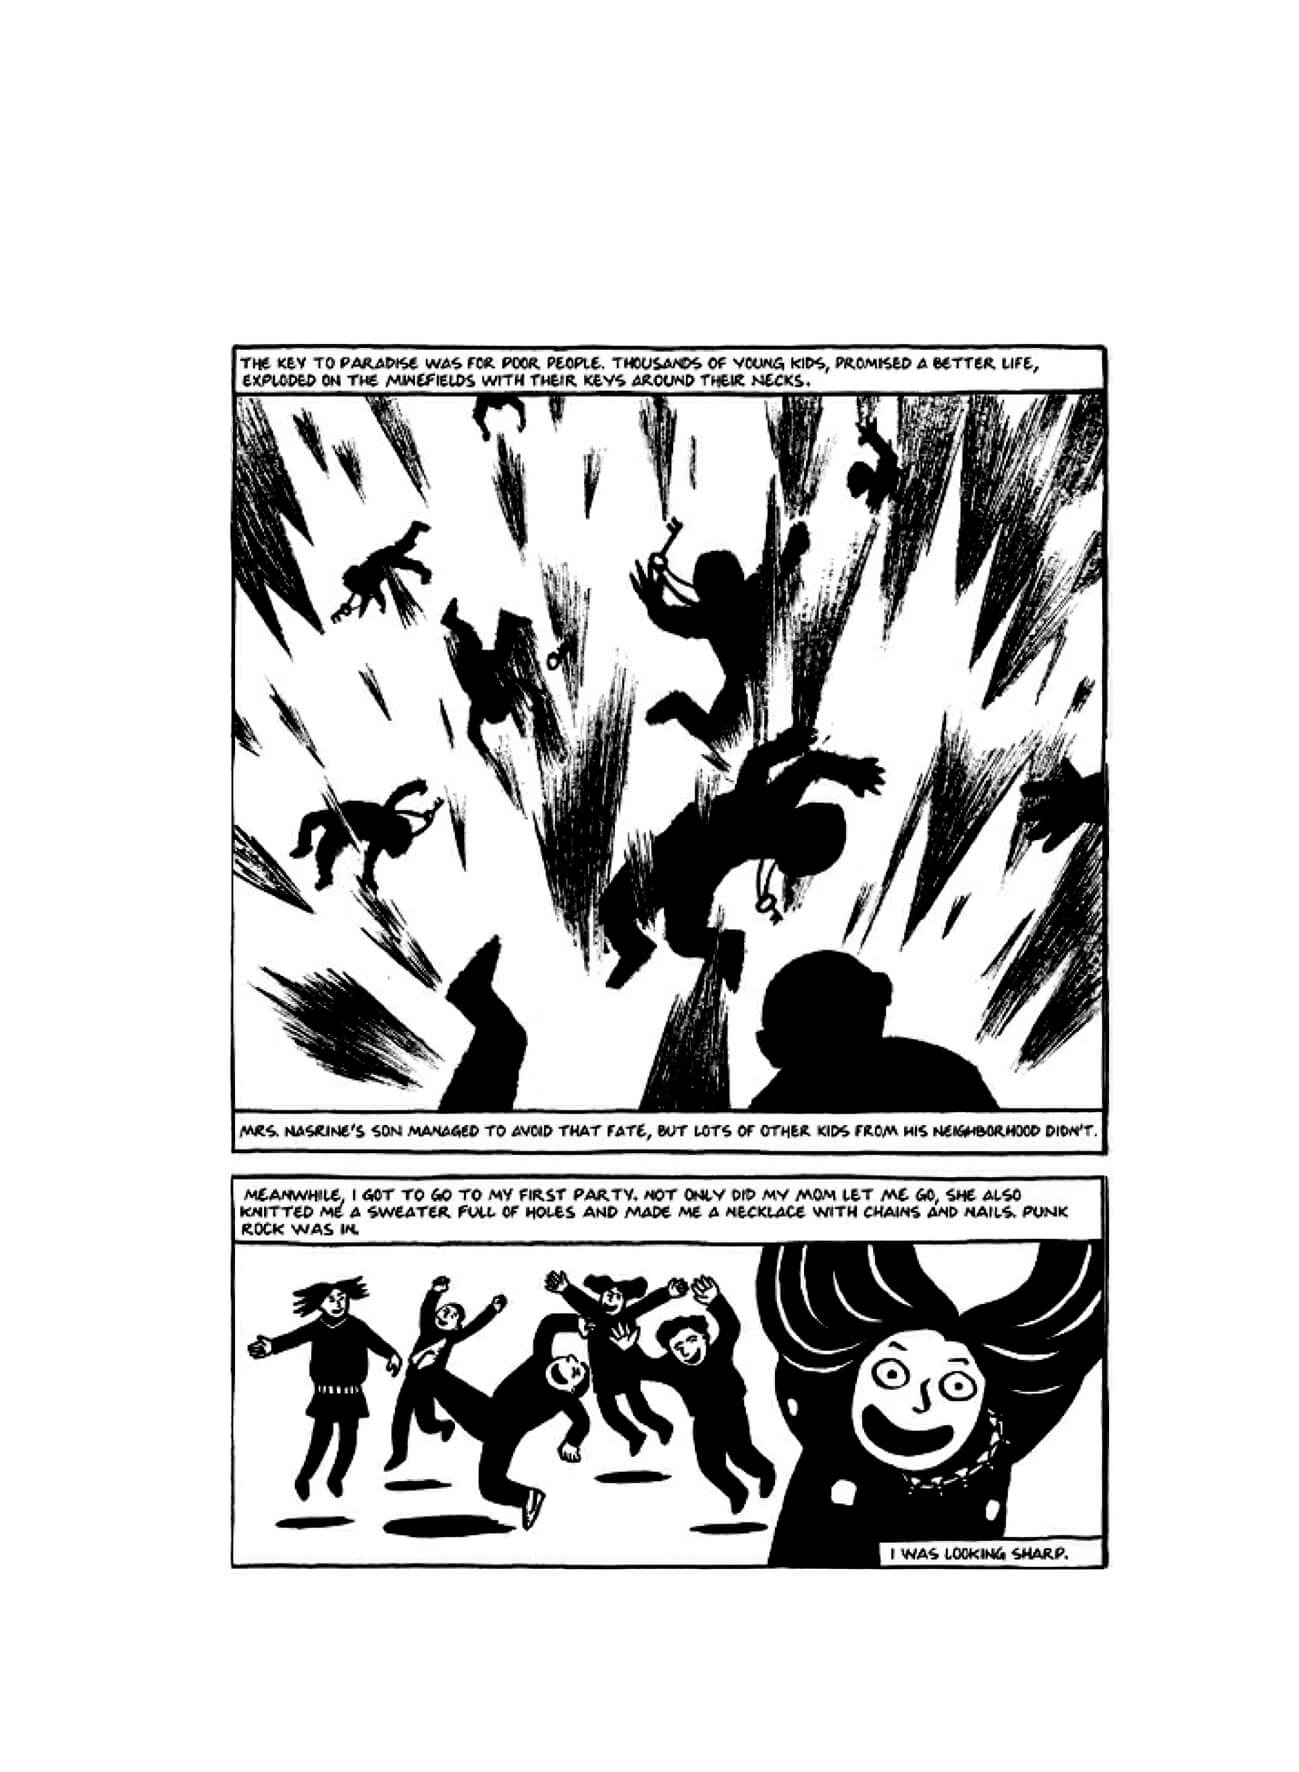 THE KEY TO PARADISE WAS FOR POOR PEOPLE. THOUSANDS OF YOUNG KIDS, PROMISED A BETTER LIFE,
EXPLODED ON THE MINEFIELDS WITH THEIR KEYS AROUND THEIR NECKS.
MRS. NASRINE'S SON MANAGED TO AVOID THAT FATE, BUT LOTS OF OTHER KIDS FROM HIS NEIGHBORHOOD DIDN'T.
MEANWHILE, I GOT TO GO TO MY FIRST PARTY. NOT ONLY DID MY MOM LET ME GO, SHE ALSO
KNITTED ME A SWEATER FULL OF HOLES AND MADE ME A NECKLACE WITH CHAINS AND NAILS. PUNK
ROCK WAS IN.
I WAS LOOKING SHARP.